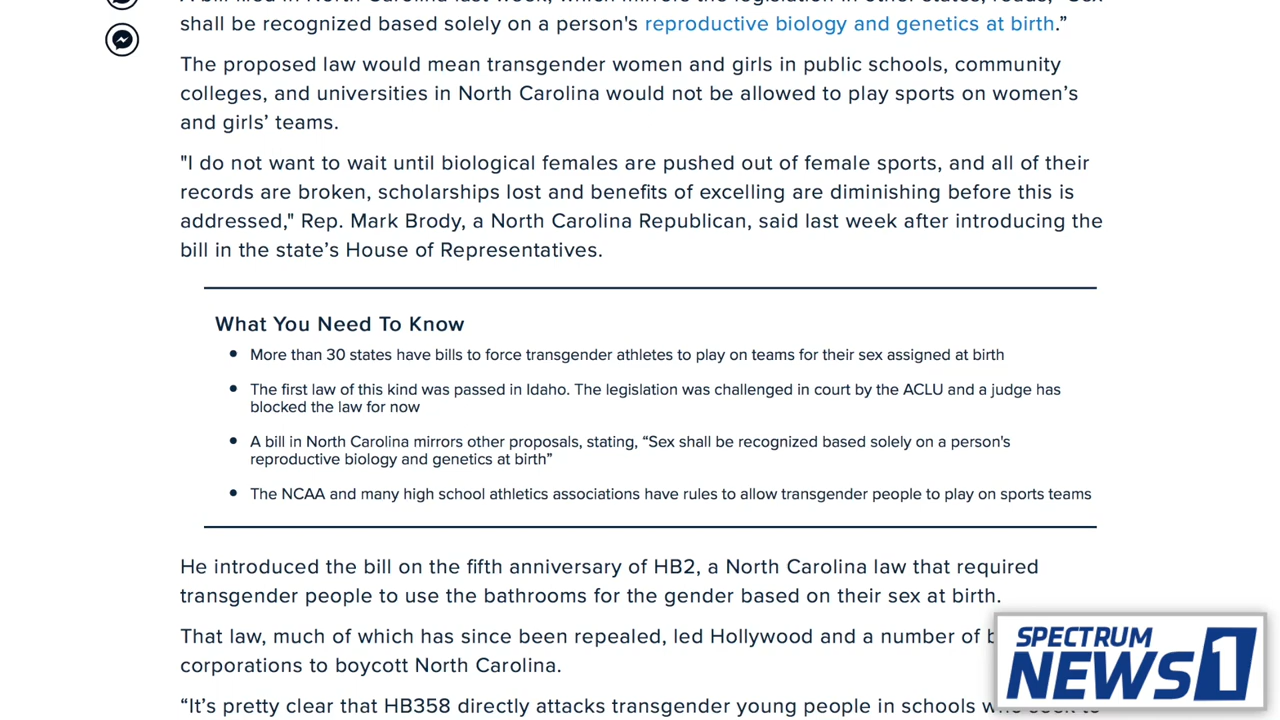 shall be recognized based solely on a person's reproductive biology and genetics at birth.”
The proposed law would mean transgender women and girls in public schools, community
colleges, and universities in North Carolina would not be allowed to play sports on women’s
and girls’ teams.
"I do not want to wait until biological females are pushed out of female sports, and all of their
records are broken, scholarships lost and benefits of excelling are diminishing before this is
addressed," Rep. Mark Brody, a North Carolina Republican, said last week after introducing the
bill in the state’s House of Representatives.
What You Need To Know
More than 30 states have bills to force transgender athletes to play on teams for their sex assigned at birth
The first law of this kind was passed in Idaho. The legislation was challenged in court by the ACLU and a judge has
blocked the law for now
A bill in North Carolina mirrors other proposals, stating, “Sex shall be recognized based solely on a person's
reproductive biology and genetics at birth”
The NCAA and many high school athletics associations have rules to allow transgender people to play on sports teams
He introduced the bill on the fifth anniversary of HB2, a North Carolina law that required
transgender people to use the bathrooms for the gender based on their sex at birth.
That law, much of which has since been repealed, led Hollywood and a number of
corporations to boycott North Carolina.
“It’s pretty clear that HB358 directly attacks transgender young people in schools
SPECTRUM
NEWS 1